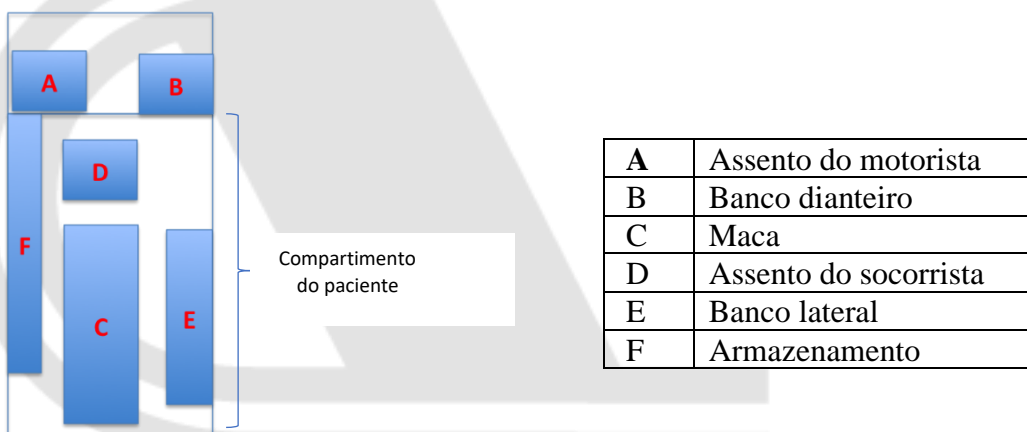 A
B
D
F
C
E
Compartimento
do paciente
A Assento do motorista
B Banco dianteiro
C Maca
D Assento do socorrista
E Banco lateral
F Armazenamento